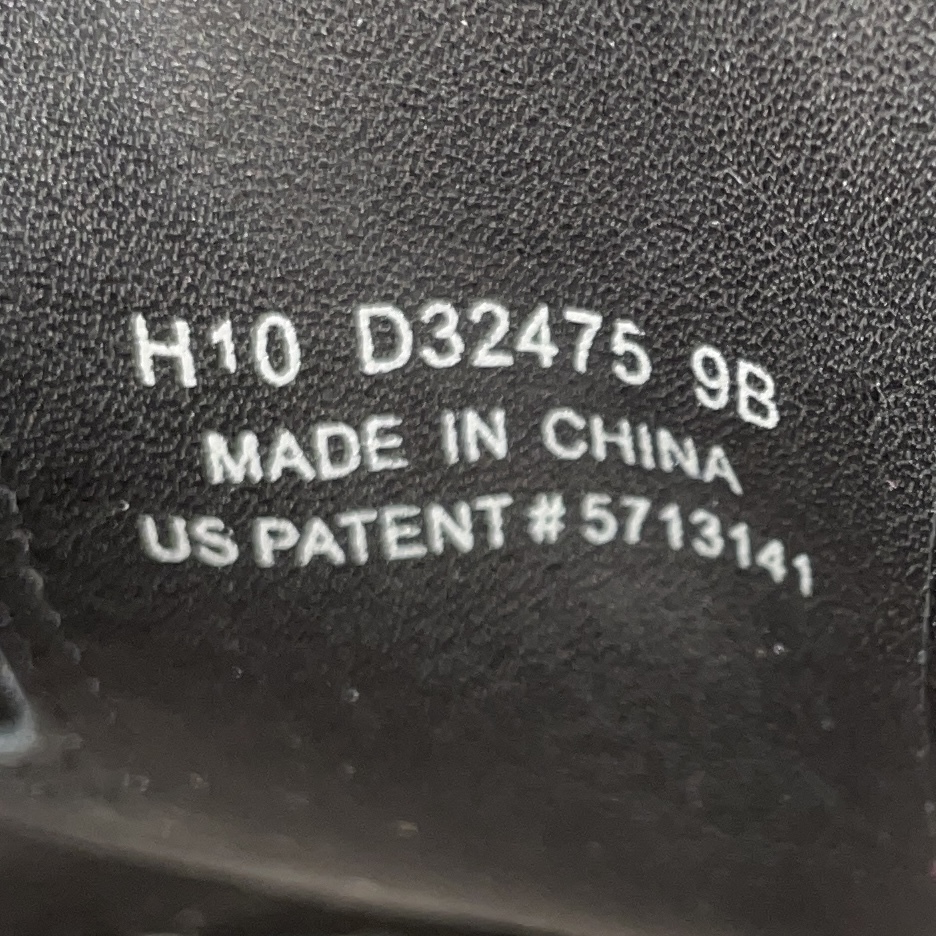 H10 D32475 9B
MADE IN CHINA
US PATENT # 5713141